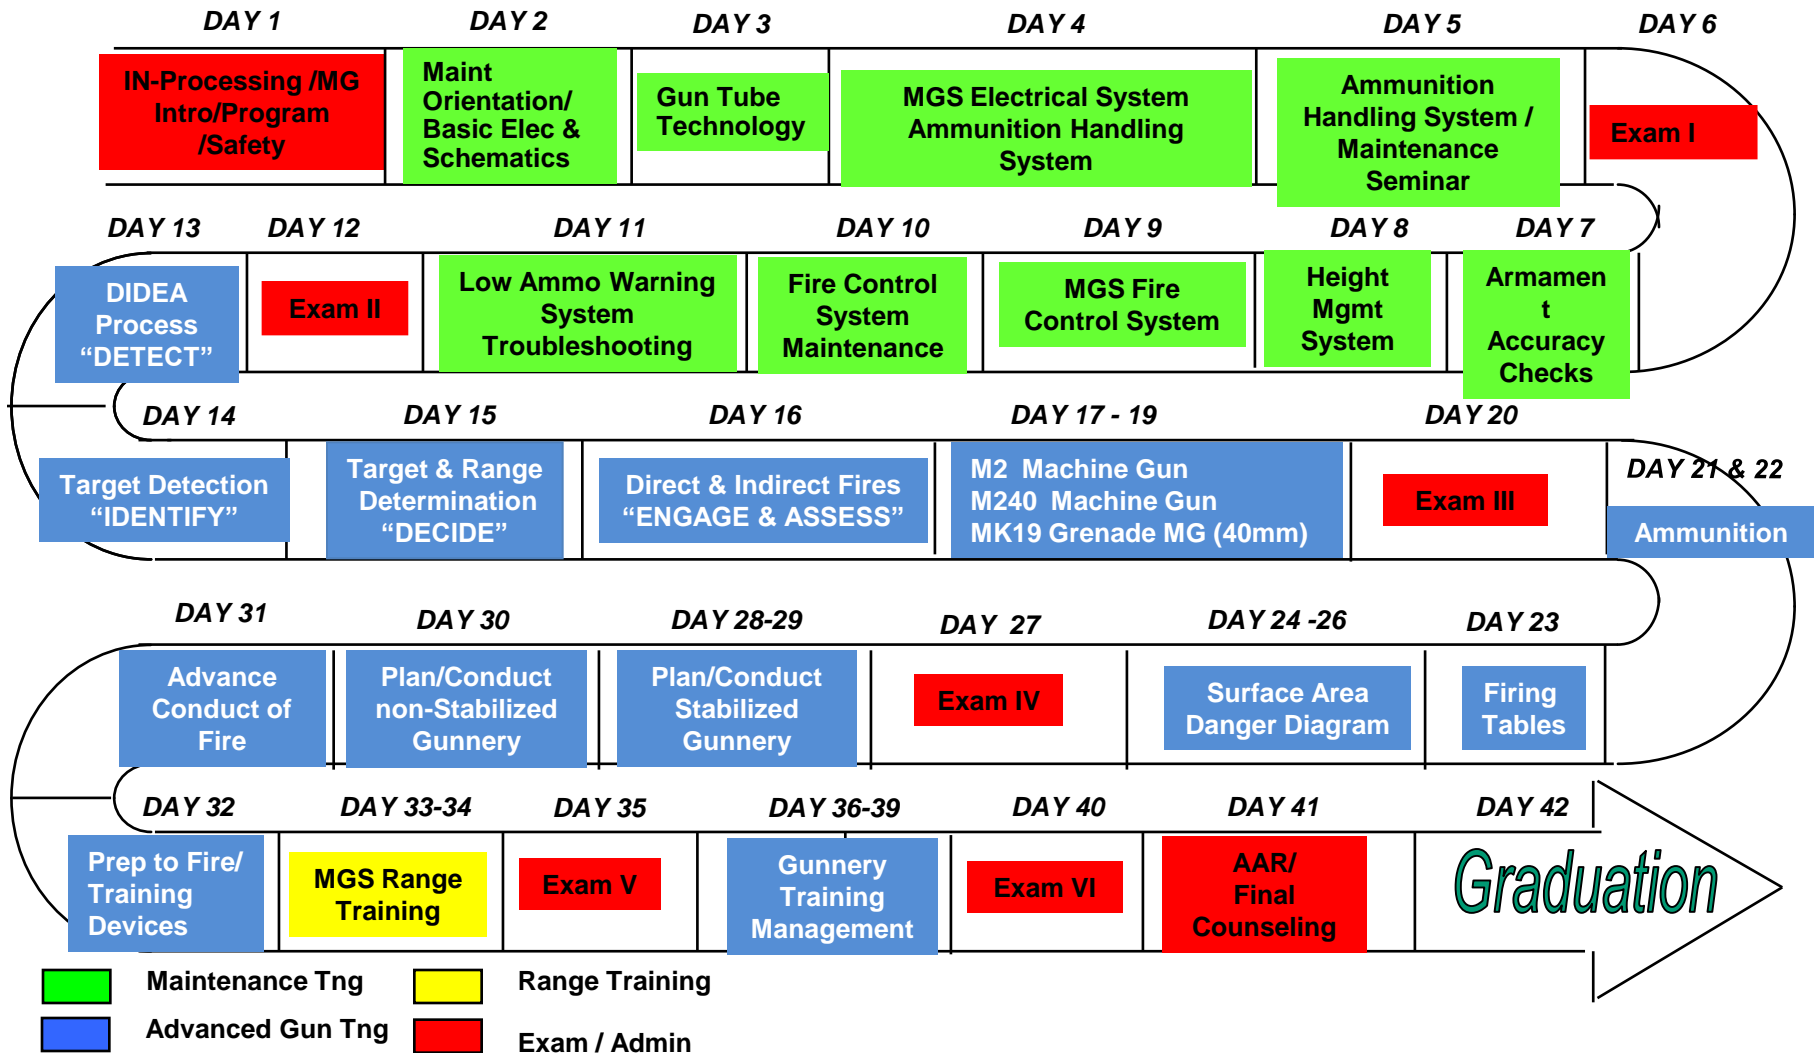 DAY 1
DAY 2
DAY 3
DAY 4
DAY 5
DAY 6
IN-Processing /MG
Intro/Program
/Safety
Maint
Orientation/
Basic Elec &
Schematics
Gun Tube
Technology
MGS Electrical System
Ammunition Handling
System
Ammunition
Handling System /
Maintenance
Seminar
Exam I
DAY 13
DAY 12
DAY 11
DAY 10
DAY 9
DAY 8
DAY 7
DIDEA
Process
“DETECT”
Exam II
Low Ammo Warning
System
Troubleshooting
Fire Control
System
Maintenance
MGS Fire
Control System
Height
Mgmt
System
Armamen
t
Accuracy
Checks
DAY 14
DAY 15
DAY 16
DAY 17 - 19
DAY 20
DAY 21 & 22
Target Detection
“IDENTIFY”
Target & Range
Determination
“DECIDE”
Direct & Indirect Fires
“ENGAGE & ASSESS”
M2 Machine Gun
M240 Machine Gun
MK19 Grenade MG (40mm)
Exam III
Ammunition
DAY 31
DAY 30
DAY 28-29
DAY 27
DAY 24 -26
DAY 23
Advance
Conduct of
Fire
Plan/Conduct
non-Stabilized
Gunnery
Plan/Conduct
Stabilized
Gunnery
Exam IV
Surface Area
Danger Diagram
Firing
Tables
DAY 32
DAY 33-34
DAY 35
DAY 36-39
DAY 40
DAY 41
DAY 42
Prep to Fire/
Training
Devices
MGS Range
Training
Exam V
Gunnery
Training
Management
Exam VI
AAR/
Final
Counseling
Graduation
Maintenance Tng
Range Training
Advanced Gun Tng
Exam / Admin